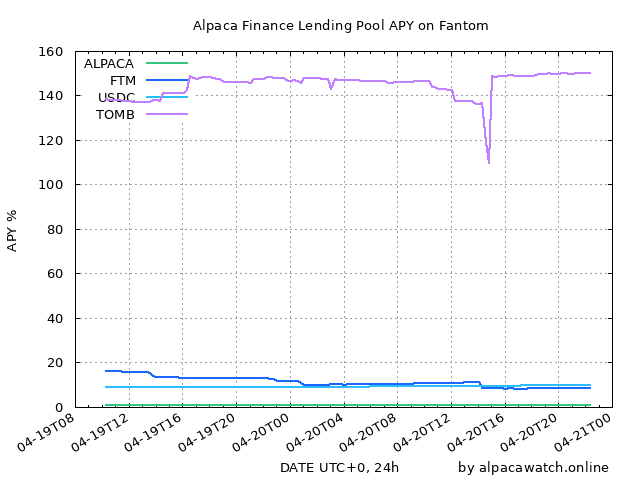 Alpaca Finance Lending Pool APY on Fantom
160
140
120
100
80
60
40
20
0
APY %
ALPACA
FTM
USDC
TOMB
04-19T08
04-19T12
04-19T16
04-19T20
04-20T00
04-20T04
04-20T08
04-20T12
04-20T16
04-20T20
04-21T00
DATE UTC+0, 24h
by alpacawatch.online